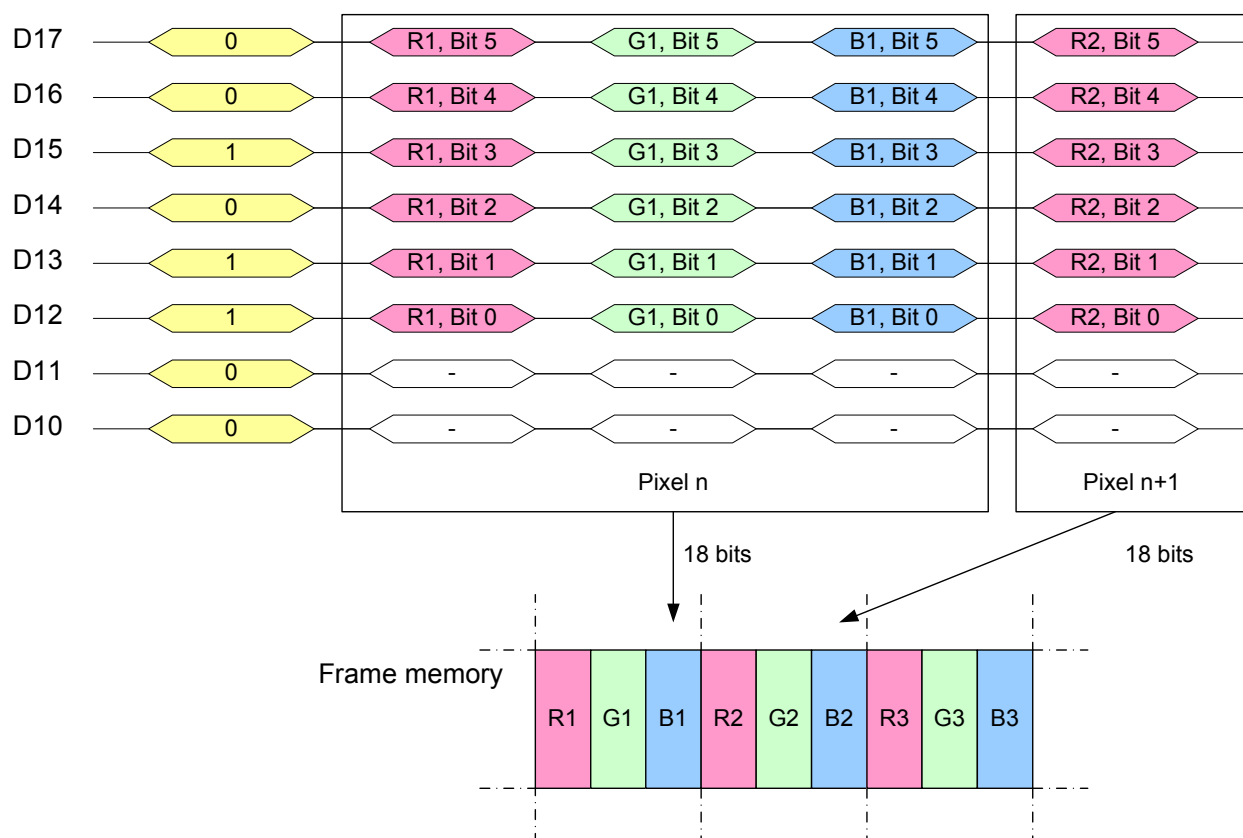 D17 0 R1, Bit 5 G1, Bit 5 B1, Bit 5 R2, Bit 5
D16 0 R1, Bit 4 G1, Bit 4 B1, Bit 4 R2, Bit 4
D15 1 R1, Bit 3 G1, Bit 3 B1, Bit 3 R2, Bit 3
D14 0 R1, Bit 2 G1, Bit 2 B1, Bit 2 R2, Bit 2
D13 1 R1, Bit 1 G1, Bit 1 B1, Bit 1 R2, Bit 1
D12 1 R1, Bit 0 G1, Bit 0 B1, Bit 0 R2, Bit 0
D11 0 - - - -
D10 0 - - - -
Pixel n Pixel n+1
18 bits 18 bits
Frame memory
R1 G1 B1 R2 G2 B2 R3 G3 B3